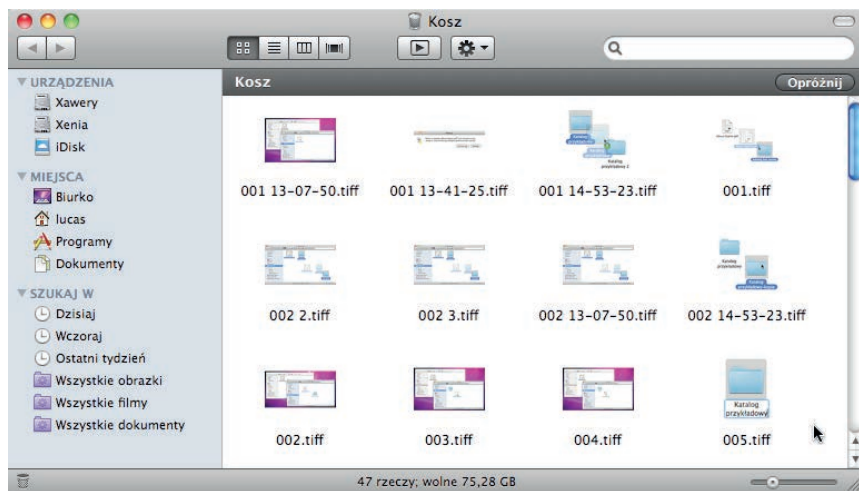 Kosz
URZĄDZENIA
Xawery
Xenia
iDisk
MIEJSCA
Biurko
lucas
Programy
Dokumenty
SZUKAJ W
Dzisiaj
Wczoraj
Ostatni tydzień
Wszystkie obrazki
Wszystkie filmy
Wszystkie dokumenty
Kosz Opróżnij
001 13-07-50.tiff 001 13-41-25.tiff 001 14-53-23.tiff 001.tiff
002 2.tiff 002 3.tiff 002 13-07-50.tiff 002 14-53-23.tiff
Katalog
przykładowy
002.tiff 003.tiff 004.tiff 005.tiff
47 rzeczy; wolne 75,28 GB